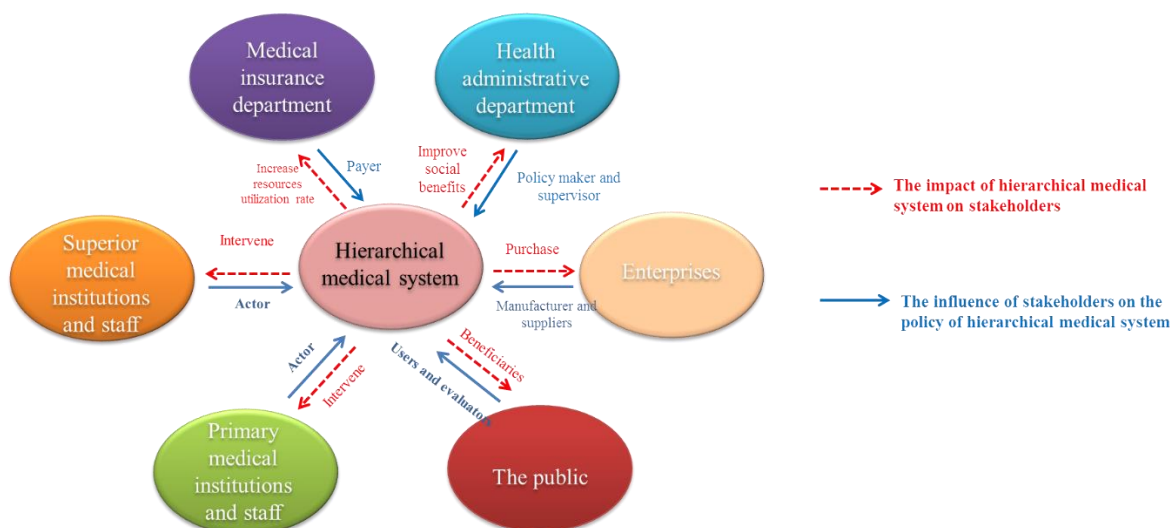 Medical
insurance
department
Health
administrative
department
Increase
resources
utilization rate
Payer
Improve
social
benefits
Policy maker and
supervisor
The impact of hierarchical medical
system on stakeholders
Superior
medical
institutions
and staff
Intervene
Actor
Hierarchical
medical system
Purchase
Manufacturer and
suppliers
Enterprises
The influence of stakeholders on the
policy of hierarchical medical system
Actor
Intervene
Users and evaluators
Beneficiaries
Primary
medical
institutions
and staff
The public